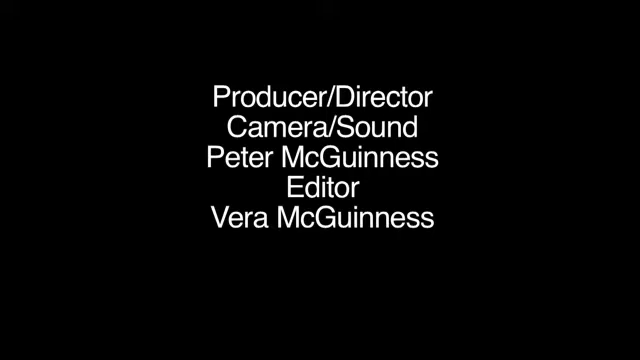 Producer/Director
Camera/Sound
Peter McGuinness
Editor
Vera McGuinness